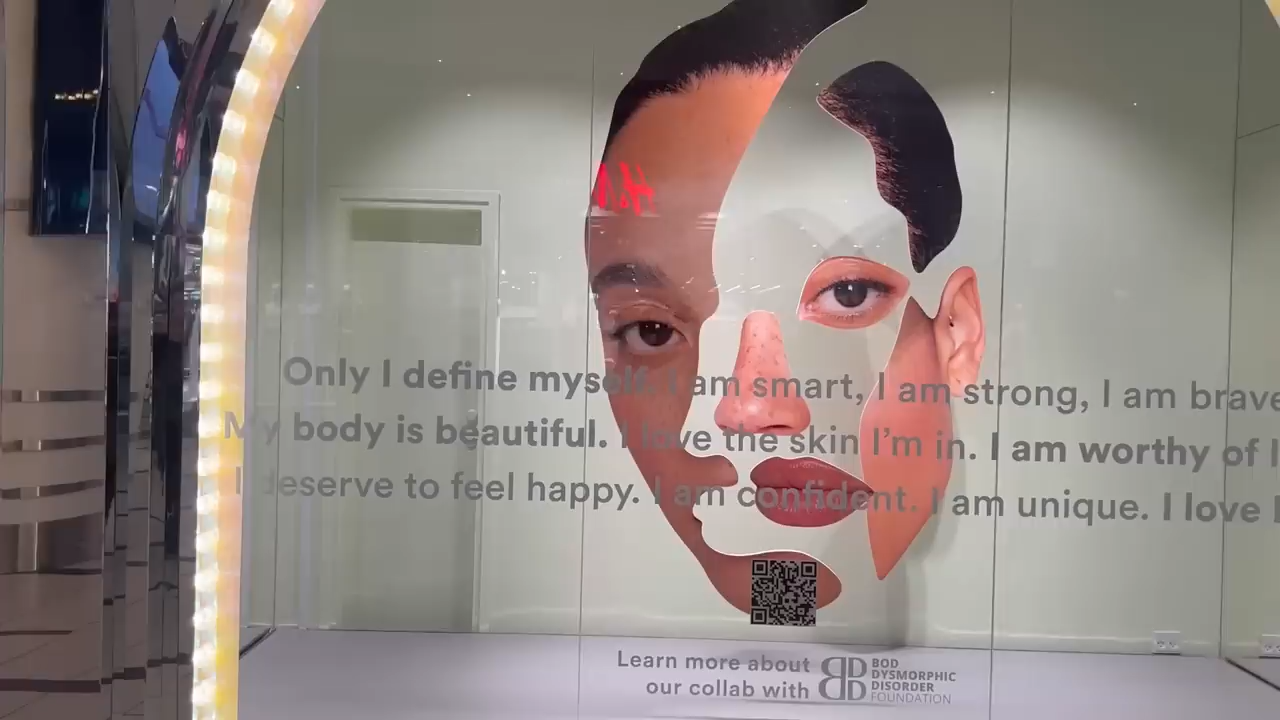 H&M
Only I define myself. I am smart, I am strong, I am brave
My body is beautiful. I love the skin I'm in. I am worthy of
I deserve to feel happy. I am confident. I am unique. I love
Learn more about
our collab with
BDD
BOD
DYSMORPHIC
DISORDER
FOUNDATION